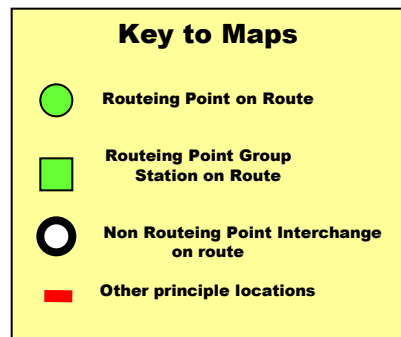 Key to Maps
Routeing Point on Route
Routeing Point Group
Station on Route
Non Routeing Point Interchange
on route
Other principle locations